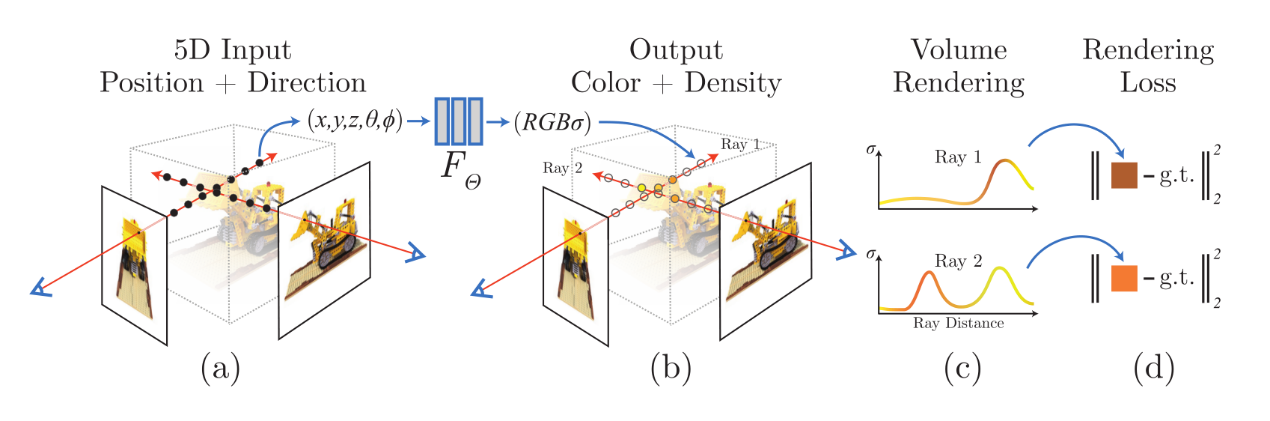 5D Input
Position + Direction
Output
Color + Density
Volume
Rendering
Rendering
Loss
(x,y,z,θ,ϕ)
F_Θ
(RGBσ)
Ray 1
Ray 2
σ
Ray 1
σ
Ray 2
Ray Distance
‖ – g.t. ‖²₂
‖ – g.t. ‖²₂
(a)
(b)
(c)
(d)